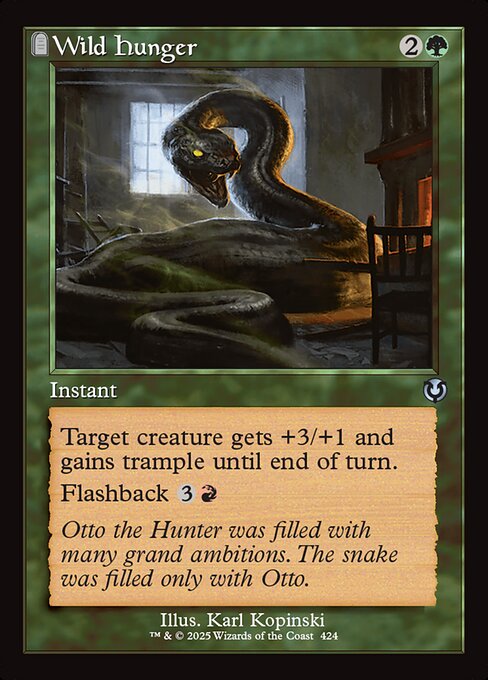 Wild Hunger 2
Instant
Target creature gets +3/+1 and
gains trample until end of turn.
Flashback 3
Otto the Hunter was filled with
many grand ambitions. The snake
was filled only with Otto.
Illus. Karl Kopinski
™ & © 2025 Wizards of the Coast 424